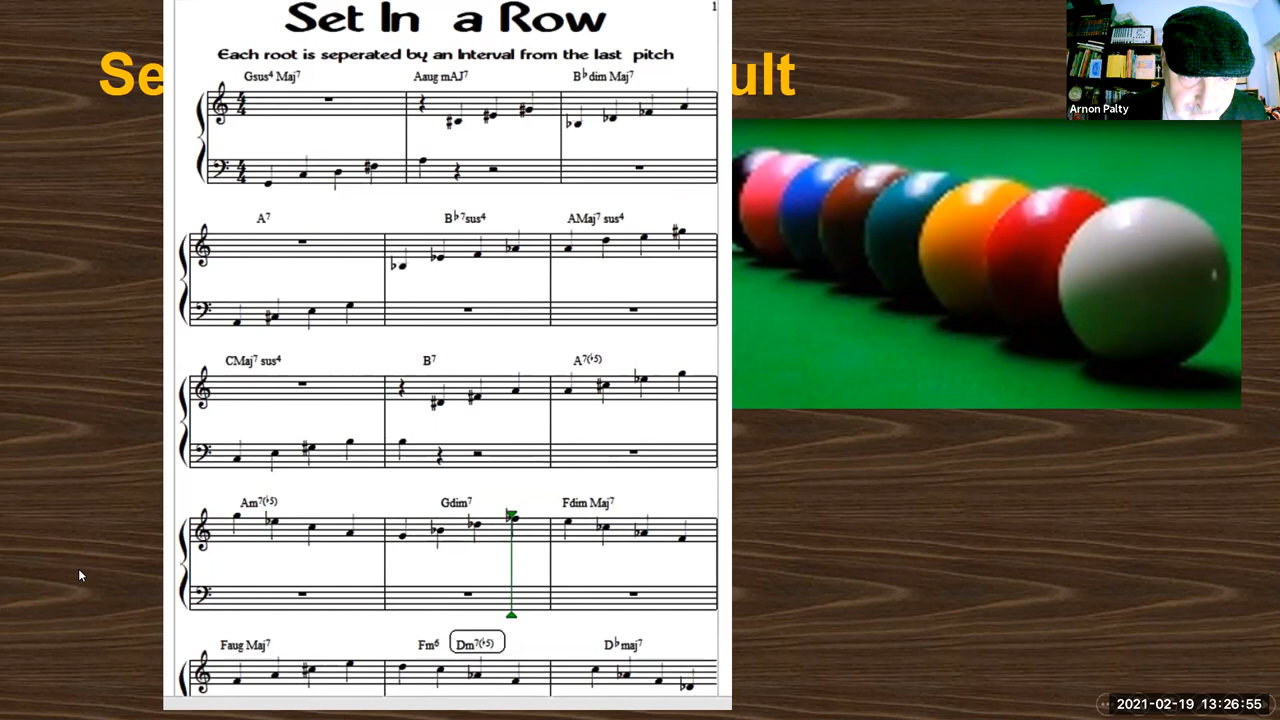 Set In a Row
1
Se
ult
Each root is seperated by an Interval from the last pitch
Arnon Palty
Gsus⁴ Maj⁷ Aaug mAJ⁷ B♭dim Maj⁷
A⁷ B♭⁷sus⁴ AMaj⁷ sus⁴
CMaj⁷ sus⁴ B⁷ A⁷⁽♭⁵⁾
Am⁷⁽♭⁵⁾ Gdim⁷ Fdim Maj⁷
Faug Maj⁷ Fm⁶ Dm⁷⁽♭⁵⁾ D♭maj⁷
2021-02-19 13:26:55